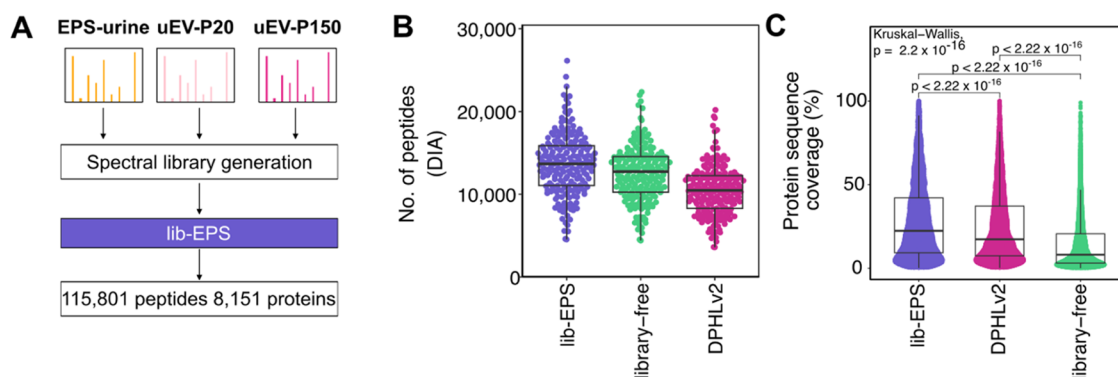 A
EPS-urine uEV-P20 uEV-P150
Spectral library generation
lib-EPS
115,801 peptides 8,151 proteins
B
No. of peptides
(DIA)
30,000
20,000
10,000
0
lib-EPS
library-free
DPHLv2
C
Kruskal-Wallis,
p = 2.2 x 10-16
p < 2.22 x 10-16
p < 2.22 x 10-16
p < 2.22 x 10-16
Protein sequence
coverage (%)
100
50
0
lib-EPS
DPHLv2
library-free